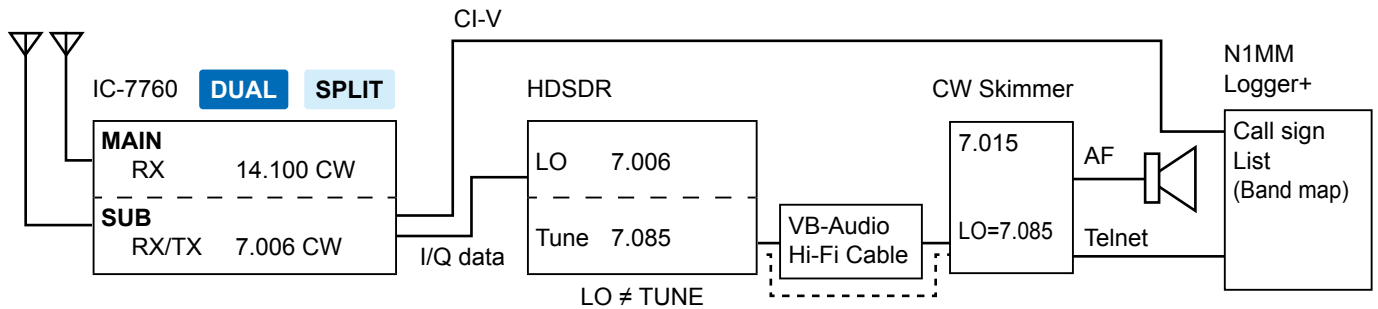 CI-V
IC-7760 DUAL SPLIT
MAIN
RX 14.100 CW
SUB
RX/TX 7.006 CW
I/Q data
HDSDR
LO 7.006
Tune 7.085
LO ≠ TUNE
VB-Audio
Hi-Fi Cable
CW Skimmer
7.015
LO=7.085
AF
Telnet
N1MM
Logger+
Call sign
List
(Band map)